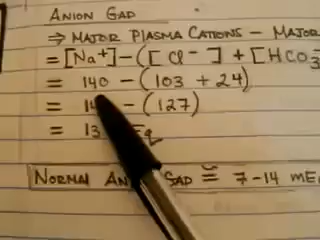 ANION GAP
⇒ MAJOR PLASMA CATIONS - MAJOR
= [Na⁺] - ([Cl⁻] + [HCO₃
= 140 - (103 + 24)
= - (127)
= 13
NORMAL GAP ≅ 7-14